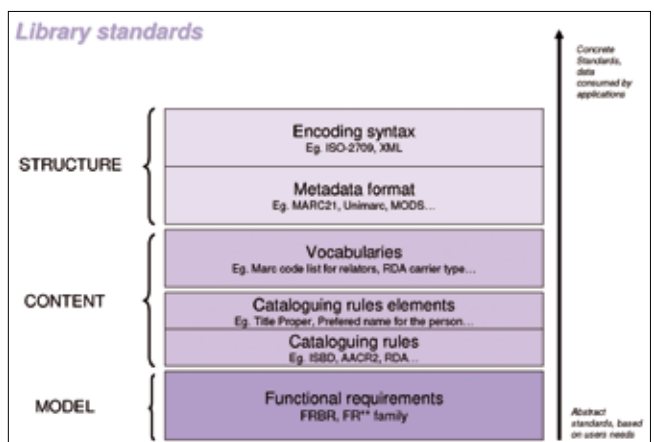 Library standards
Concrete
Standards,
data
consumed by
applications
STRUCTURE
Encoding syntax
Eg. ISO-2709, XML
Metadata format
Eg. MARC21, Unimarc, MODS...
CONTENT
Vocabularies
Eg. Marc code list for relators, RDA carrier type...
Cataloguing rules elements
Eg. Title Proper, Prefered name for the person...
Cataloguing rules
Eg. ISBD, AACR2, RDA...
MODEL
Functional requirements
FRBR, FR** family
Abstract
standards, based
on users needs